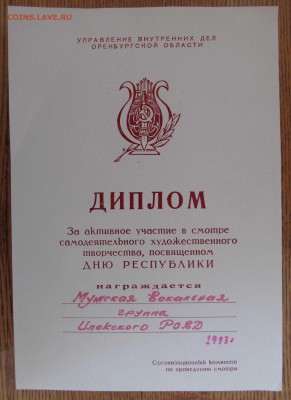 COINS.LAVE.RU
УПРАВЛЕНИЕ ВНУТРЕННИХ ДЕЛ
ОРЕНБУРГСКОЙ ОБЛАСТИ
ДИПЛОМ
За активное участие в смотре
самодеятельного художественного
творчества, посвященном
ДНЮ РЕСПУБЛИКИ
награждается
Мужская вокальная
группа
Илекского РОВД
1993г
Организационный комитет
по проведению смотра